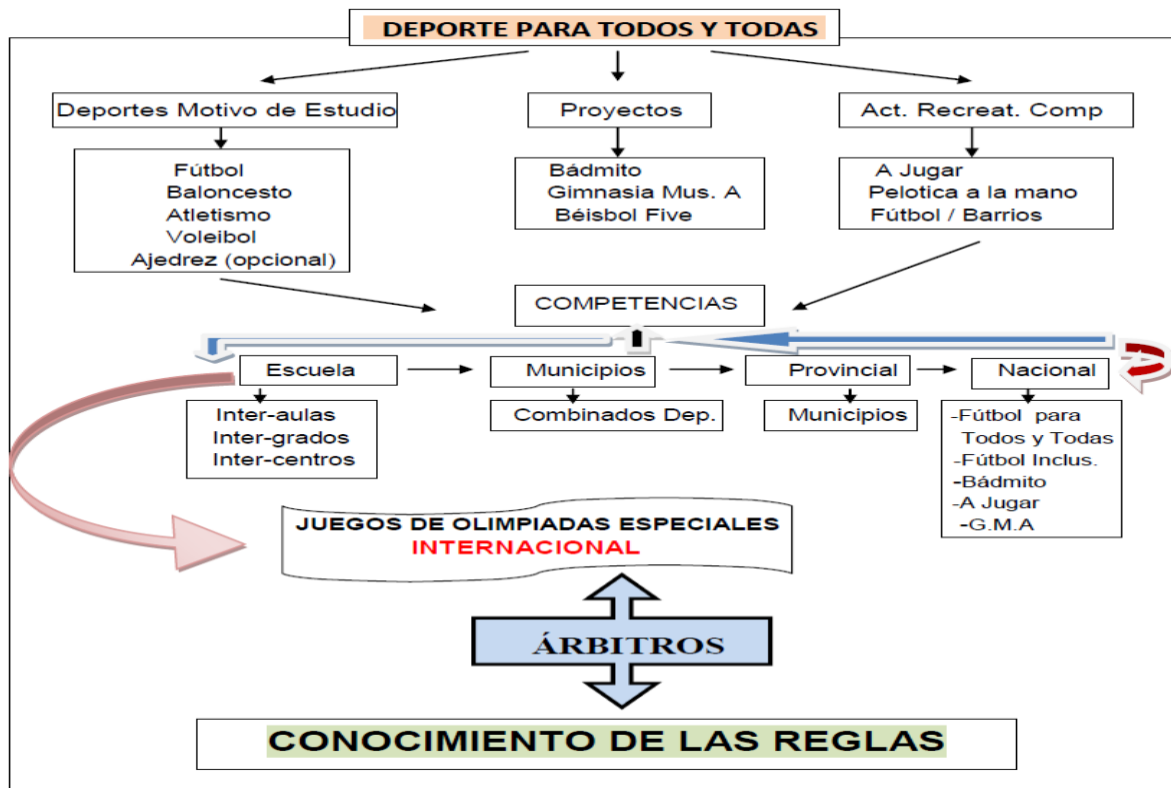 DEPORTE PARA TODOS Y TODAS
Deportes Motivo de Estudio
Proyectos
Act. Recreat. Comp
Fútbol
Baloncesto
Atletismo
Voleibol
Ajedrez (opcional)
Bádmito
Gimnasia Mus. A
Béisbol Five
A Jugar
Pelotica a la mano
Fútbol / Barrios
COMPETENCIAS
Escuela
Municipios
Provincial
Nacional
Inter-aulas
Inter-grados
Inter-centros
Combinados Dep.
Municipios
-Fútbol para
Todos y Todas
-Fútbol Inclus.
-Bádmito
-A Jugar
-G.M.A
JUEGOS DE OLIMPIADAS ESPECIALES
INTERNACIONAL
ÁRBITROS
CONOCIMIENTO DE LAS REGLAS